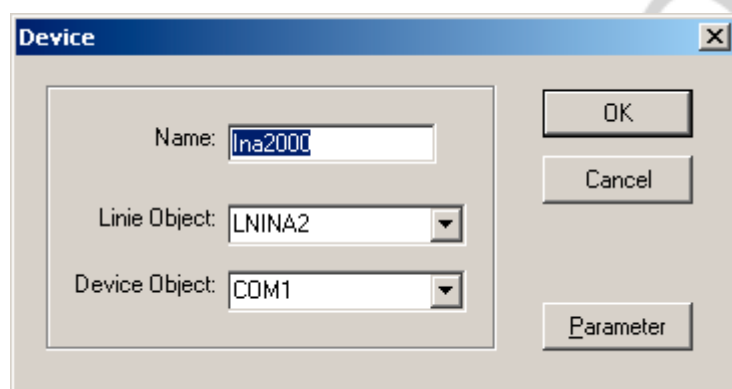 Device
Name: Ina2000
OK
Cancel
Linie Object: LNINA2
Device Object: COM1
Parameter